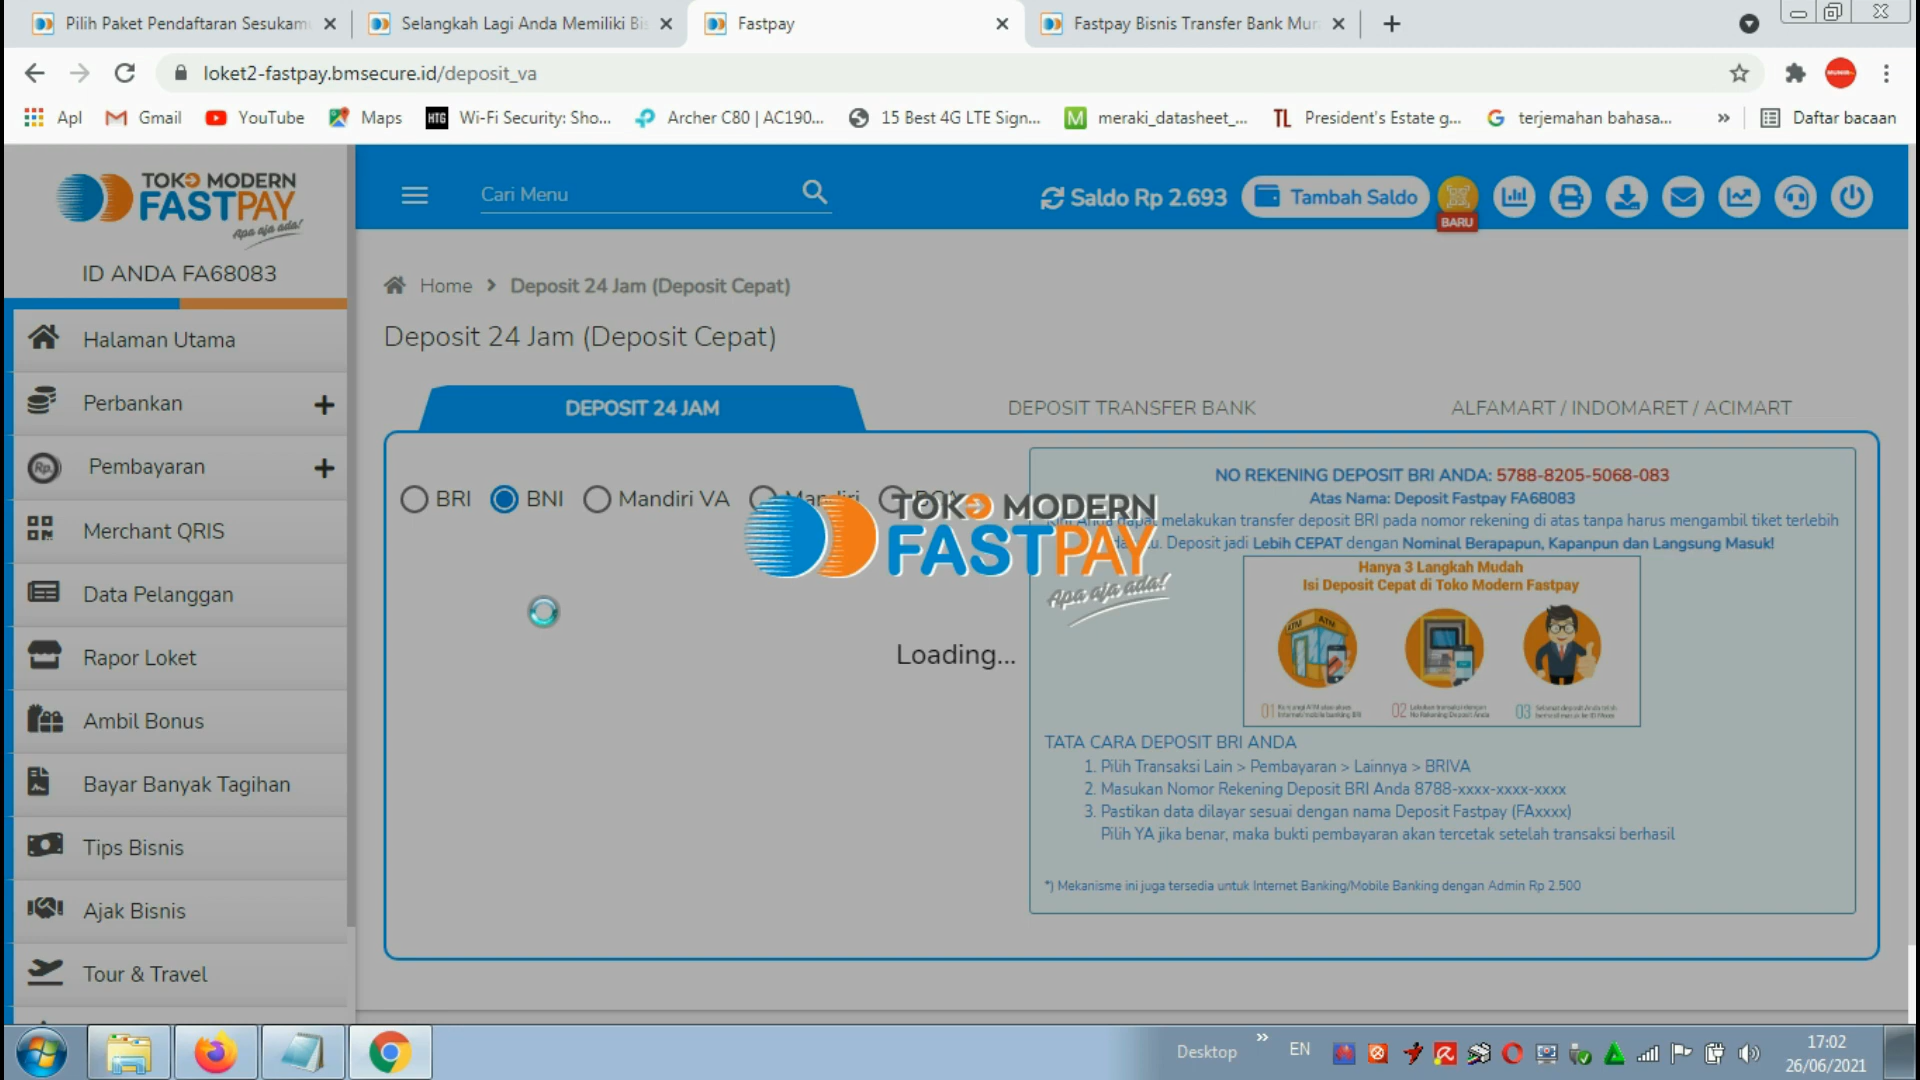 Pilih Paket Pendaftaran Sesukamu
Selangkah Lagi Anda Memiliki Bis
Fastpay
Fastpay Bisnis Transfer Bank Mur
loket2-fastpay.bmsecure.id/deposit_va
Apl
Gmail
YouTube
Maps
HTG
Wi-Fi Security: Sho...
Archer C80 | AC190...
15 Best 4G LTE Sign...
M
meraki_datasheet_...
TL
President's Estate g...
terjemahan bahasa...
Daftar bacaan
TOKO MODERN
FASTPAY
Apa aja ada!
ID ANDA FA68083
Cari Menu
Saldo Rp 2.693
Tambah Saldo
BARU
Halaman Utama
Perbankan
Rp.
Pembayaran
Merchant QRIS
Data Pelanggan
Rapor Loket
Ambil Bonus
Bayar Banyak Tagihan
Tips Bisnis
Ajak Bisnis
Tour & Travel
Home > Deposit 24 Jam (Deposit Cepat)
Deposit 24 Jam (Deposit Cepat)
DEPOSIT 24 JAM
DEPOSIT TRANSFER BANK
ALFAMART / INDOMARET / ACIMART
BRI
BNI
Mandiri VA
Mandiri
TOKO MODERN
FASTPAY
Apa aja ada!
Loading...
NO REKENING DEPOSIT BRI ANDA: 5788-8205-5068-083
Atas Nama: Deposit Fastpay FA68083
melakukan transfer deposit BRI pada nomor rekening di atas tanpa harus mengambil tiket terlebih
Deposit jadi Lebih CEPAT dengan Nominal Berapapun, Kapanpun dan Langsung Masuk!
Hanya 3 Langkah Mudah
Isi Deposit Cepat di Toko Modern Fastpay
ATM
01
02
03
TATA CARA DEPOSIT BRI ANDA
1. Pilih Transaksi Lain > Pembayaran > Lainnya > BRIVA
2. Masukan Nomor Rekening Deposit BRI Anda 8788-xxxx-xxxx-xxxx
3. Pastikan data dilayar sesuai dengan nama Deposit Fastpay (FAxxxx)
Pilih YA jika benar, maka bukti pembayaran akan tercetak setelah transaksi berhasil
*) Mekanisme ini juga tersedia untuk Internet Banking/Mobile Banking dengan Admin Rp 2.500
Desktop
EN
17:02
26/06/2021